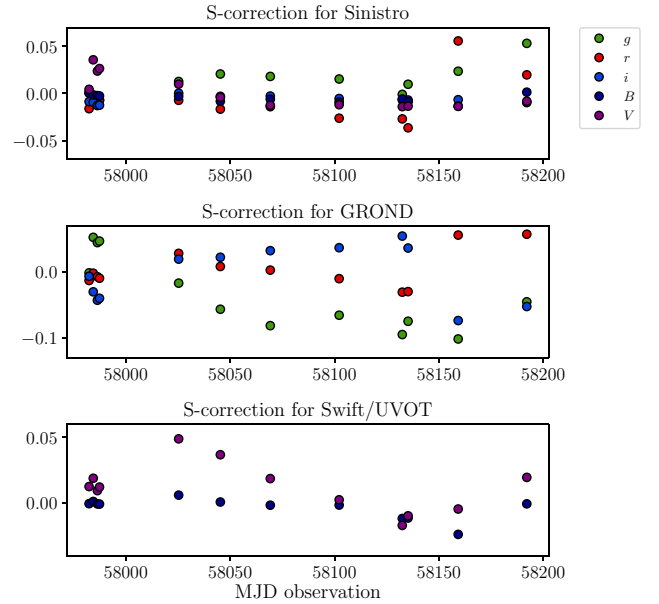 S-correction for Sinistro
0.05
0.00
−0.05
58000 58050 58100 58150 58200
g
r
i
B
V
S-correction for GROND
0.0
−0.1
58000 58050 58100 58150 58200
S-correction for Swift/UVOT
0.05
0.00
58000 58050 58100 58150 58200
MJD observation